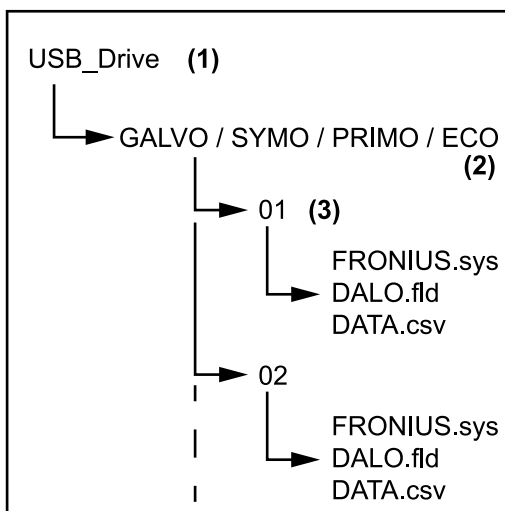 USB_Drive (1)
GALVO / SYMO / PRIMO / ECO
(2)
01 (3)
FRONIUS.sys
DALO.fld
DATA.csv
02
FRONIUS.sys
DALO.fld
DATA.csv